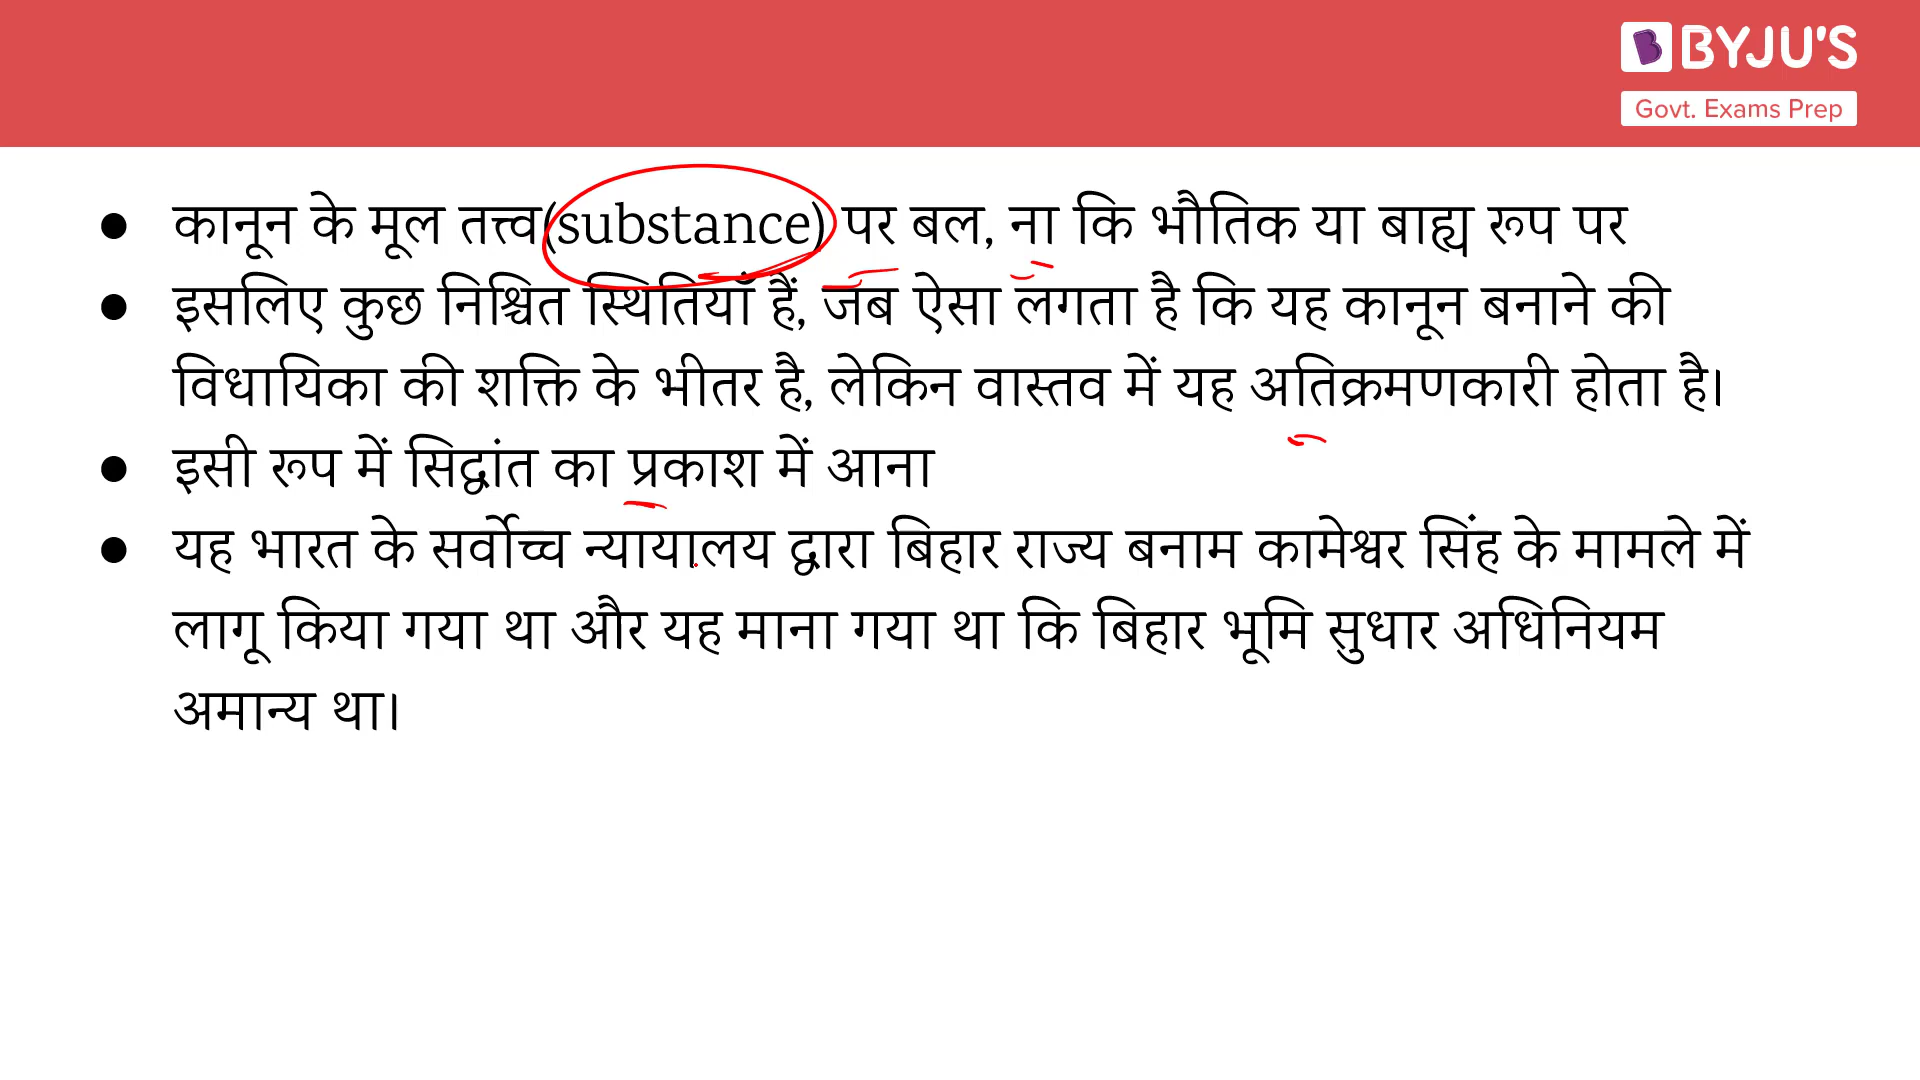 BYJU'S
Govt. Exams Prep
● कानून के मूल तत्त्व(substance) पर बल, ना कि भौतिक या बाह्य रूप पर
● इसलिए कुछ निश्चित स्थितियाँ हैं, जब ऐसा लगता है कि यह कानून बनाने की
विधायिका की शक्ति के भीतर है, लेकिन वास्तव में यह अतिक्रमणकारी होता है।
● इसी रूप में सिद्वांत का प्रकाश में आना
● यह भारत के सर्वोच्च न्यायालय द्वारा बिहार राज्य बनाम कामेश्वर सिंह के मामले में
लागू किया गया था और यह माना गया था कि बिहार भूमि सुधार अधिनियम
अमान्य था।